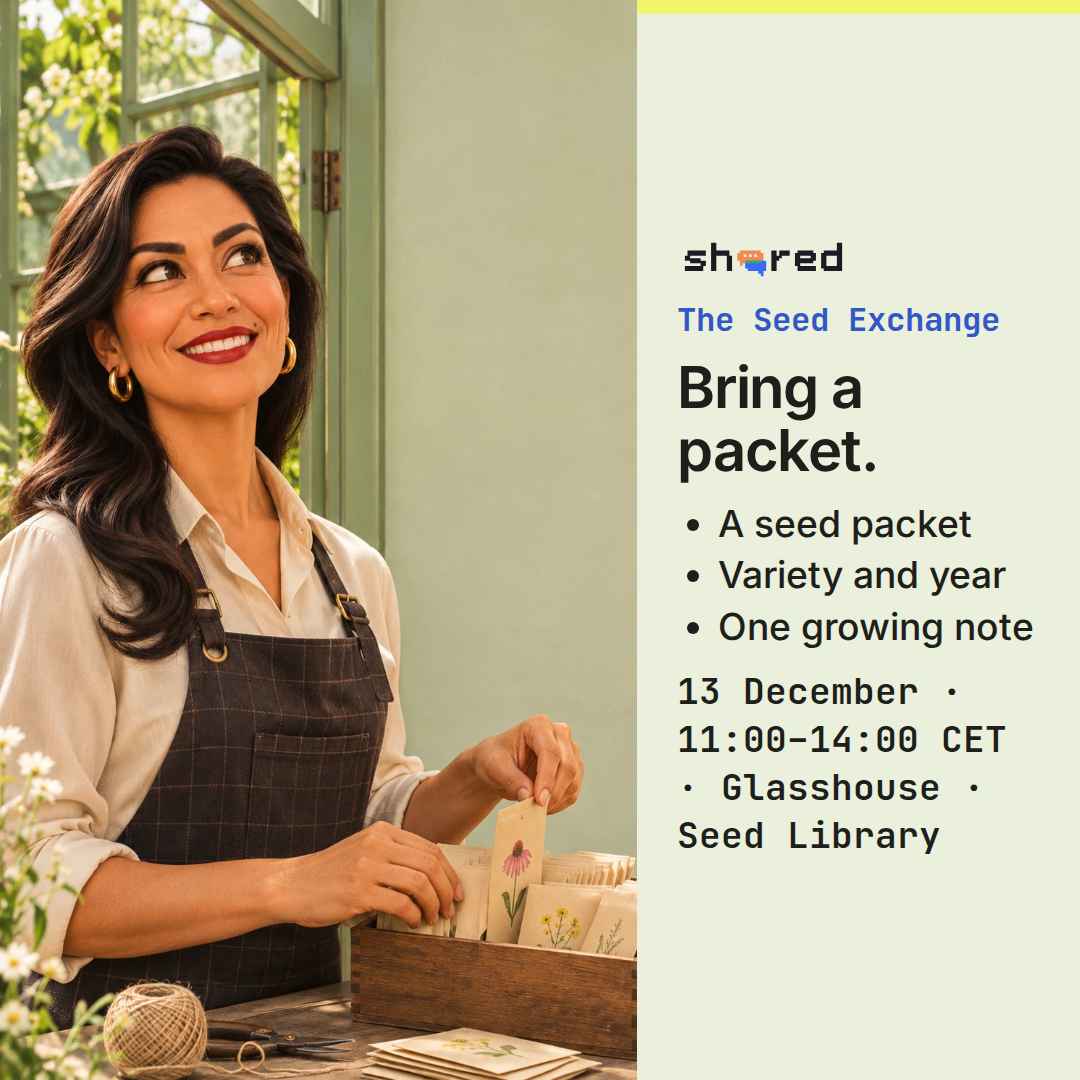 shared
The Seed Exchange
Bring a
packet.
• A seed packet
• Variety and year
• One growing note
13 December ·
11:00–14:00 CET
· Glasshouse ·
Seed Library